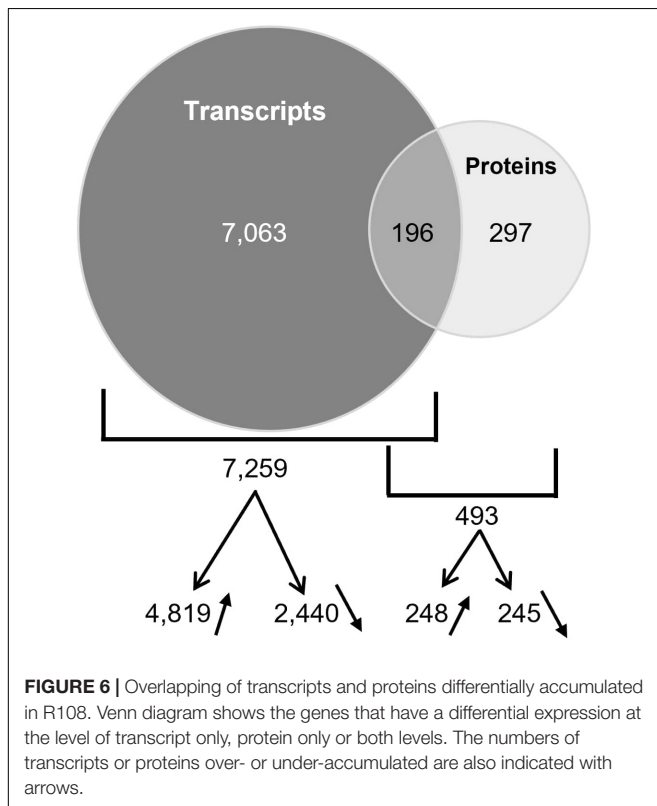 Transcripts
Proteins
7,063
196
297
7,259
493
4,819
2,440
248
245
FIGURE 6 | Overlapping of transcripts and proteins differentially accumulated
in R108. Venn diagram shows the genes that have a differential expression at
the level of transcript only, protein only or both levels. The numbers of
transcripts or proteins over- or under-accumulated are also indicated with
arrows.